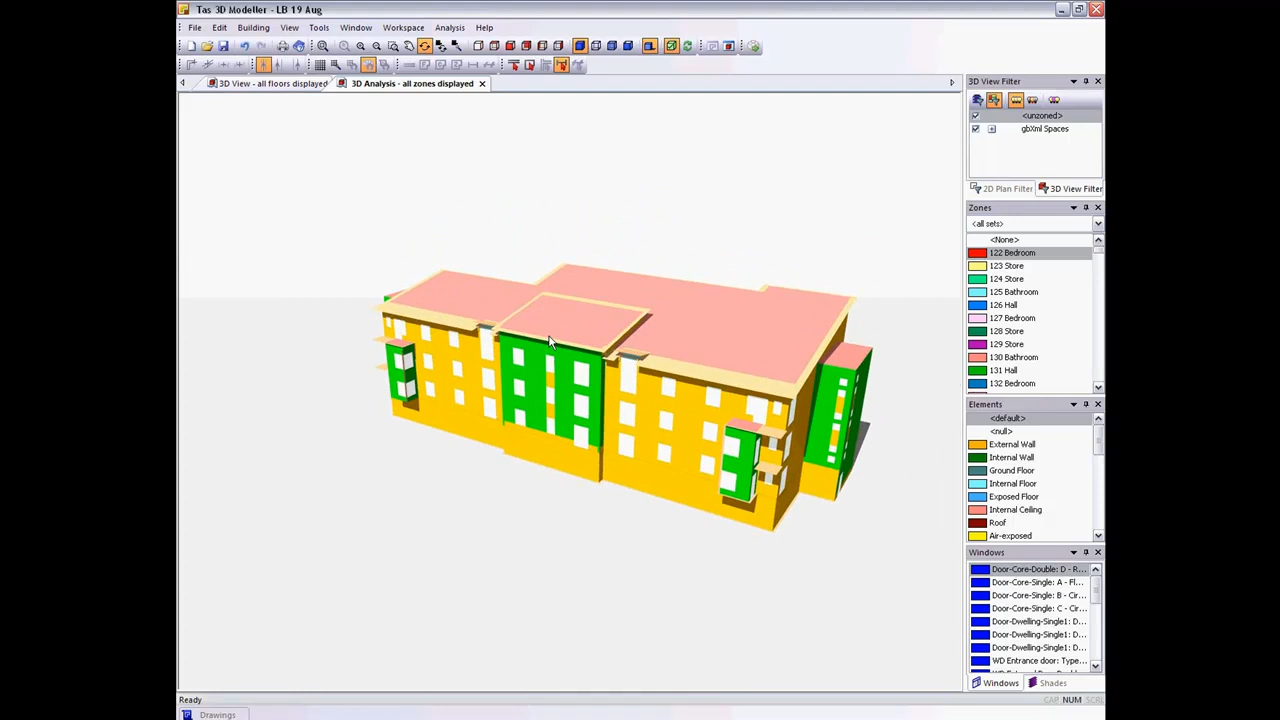 Tas 3D Modeller - LB 19 Aug
File Edit Building View Tools Window Workspace Analysis Help
3D View - all floors displayed 3D Analysis - all zones displayed
3D View Filter
<unzoned>
gbXml Spaces
2D Plan Filter 3D View Filter
Zones
<all sets>
<None>
122 Bedroom
123 Store
124 Store
125 Bathroom
126 Hall
127 Bedroom
128 Store
129 Store
130 Bathroom
131 Hall
132 Bedroom
Elements
<default>
<null>
External Wall
Internal Wall
Ground Floor
Internal Floor
Exposed Floor
Internal Ceiling
Roof
Air-exposed
Windows
Door-Core-Double: D - R...
Door-Core-Single: A - Fl...
Door-Core-Single: B - Cir...
Door-Core-Single: C - Cir...
Door-Dwelling-Single1: D...
Door-Dwelling-Single1: D...
Door-Dwelling-Single1: D...
WD Entrance door: Type...
Windows Shades
Ready CAP NUM SCRL
Drawings